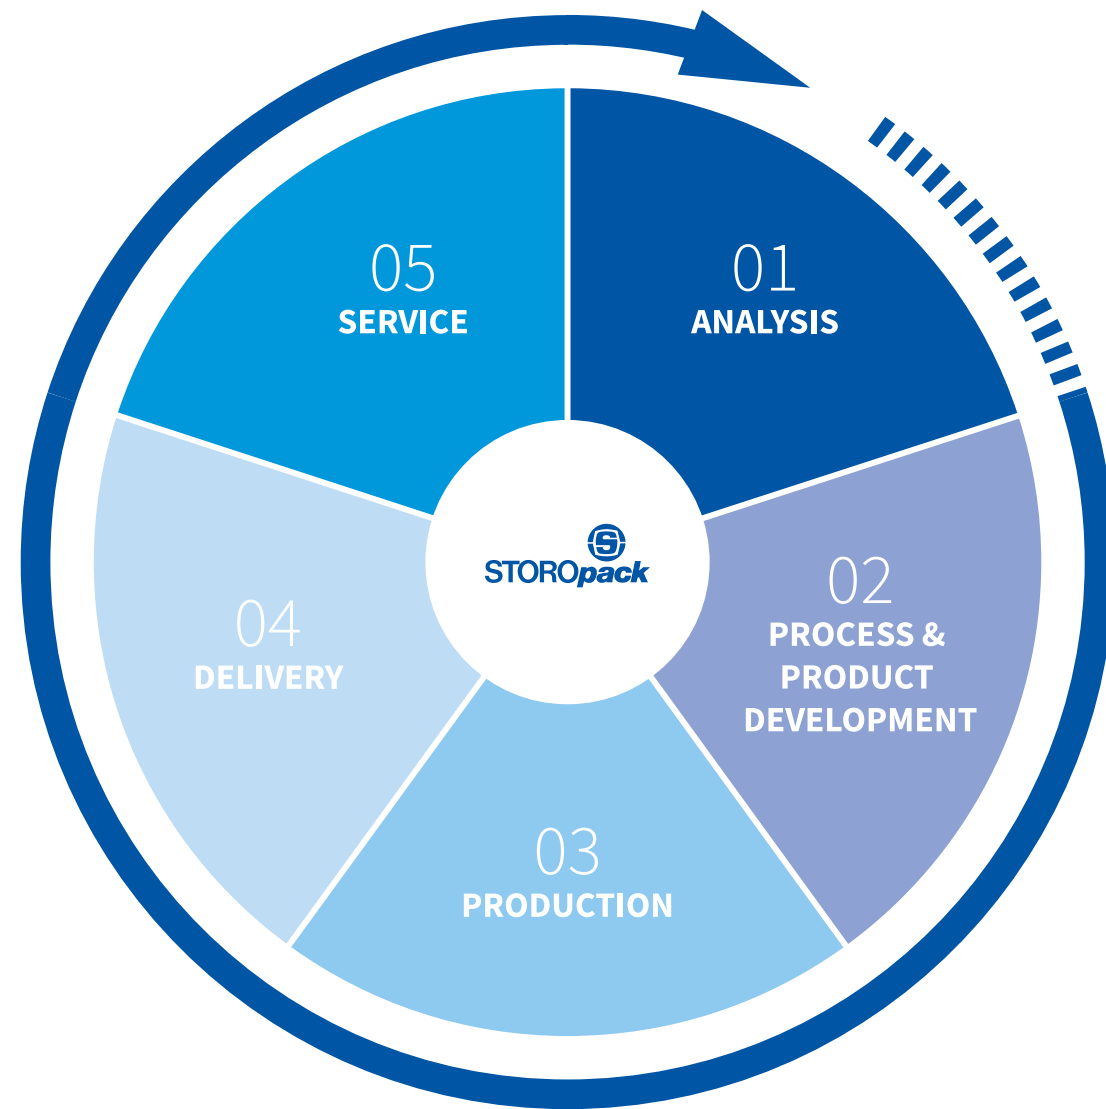 01
ANALYSIS
02
PROCESS &
PRODUCT
DEVELOPMENT
03
PRODUCTION
04
DELIVERY
05
SERVICE
S
STOROpack